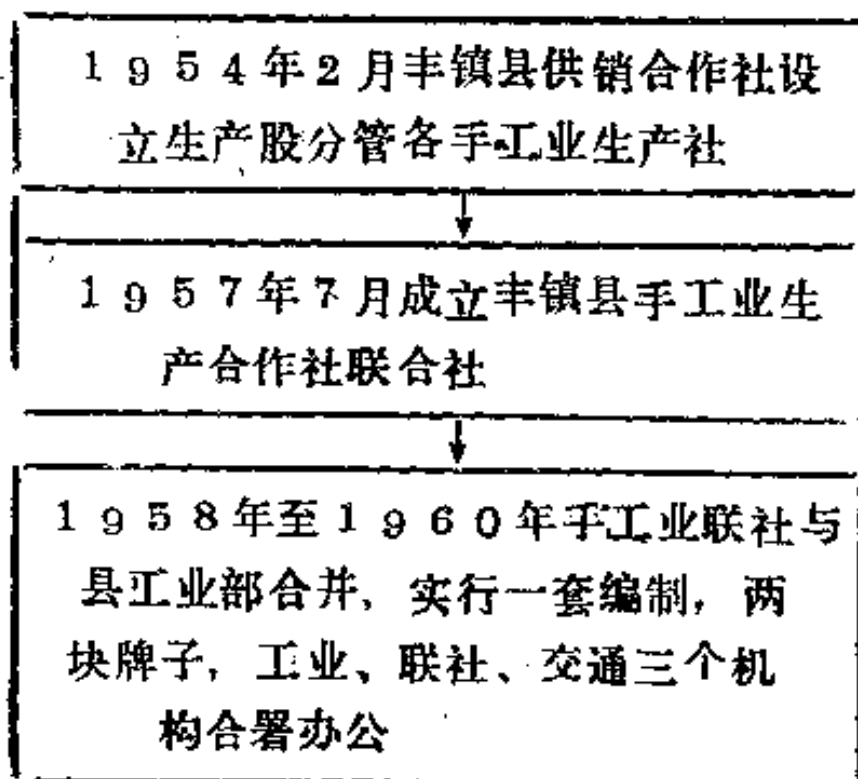 1954年2月丰镇县供销合作社设
立生产股分管各手工业生产社
1957年7月成立丰镇县手工业生
产合作社联合社
1958年至1960年手工业联社与
县工业部合并，实行一套编制，两
块牌子，工业、联社、交通三个机
构合署办公